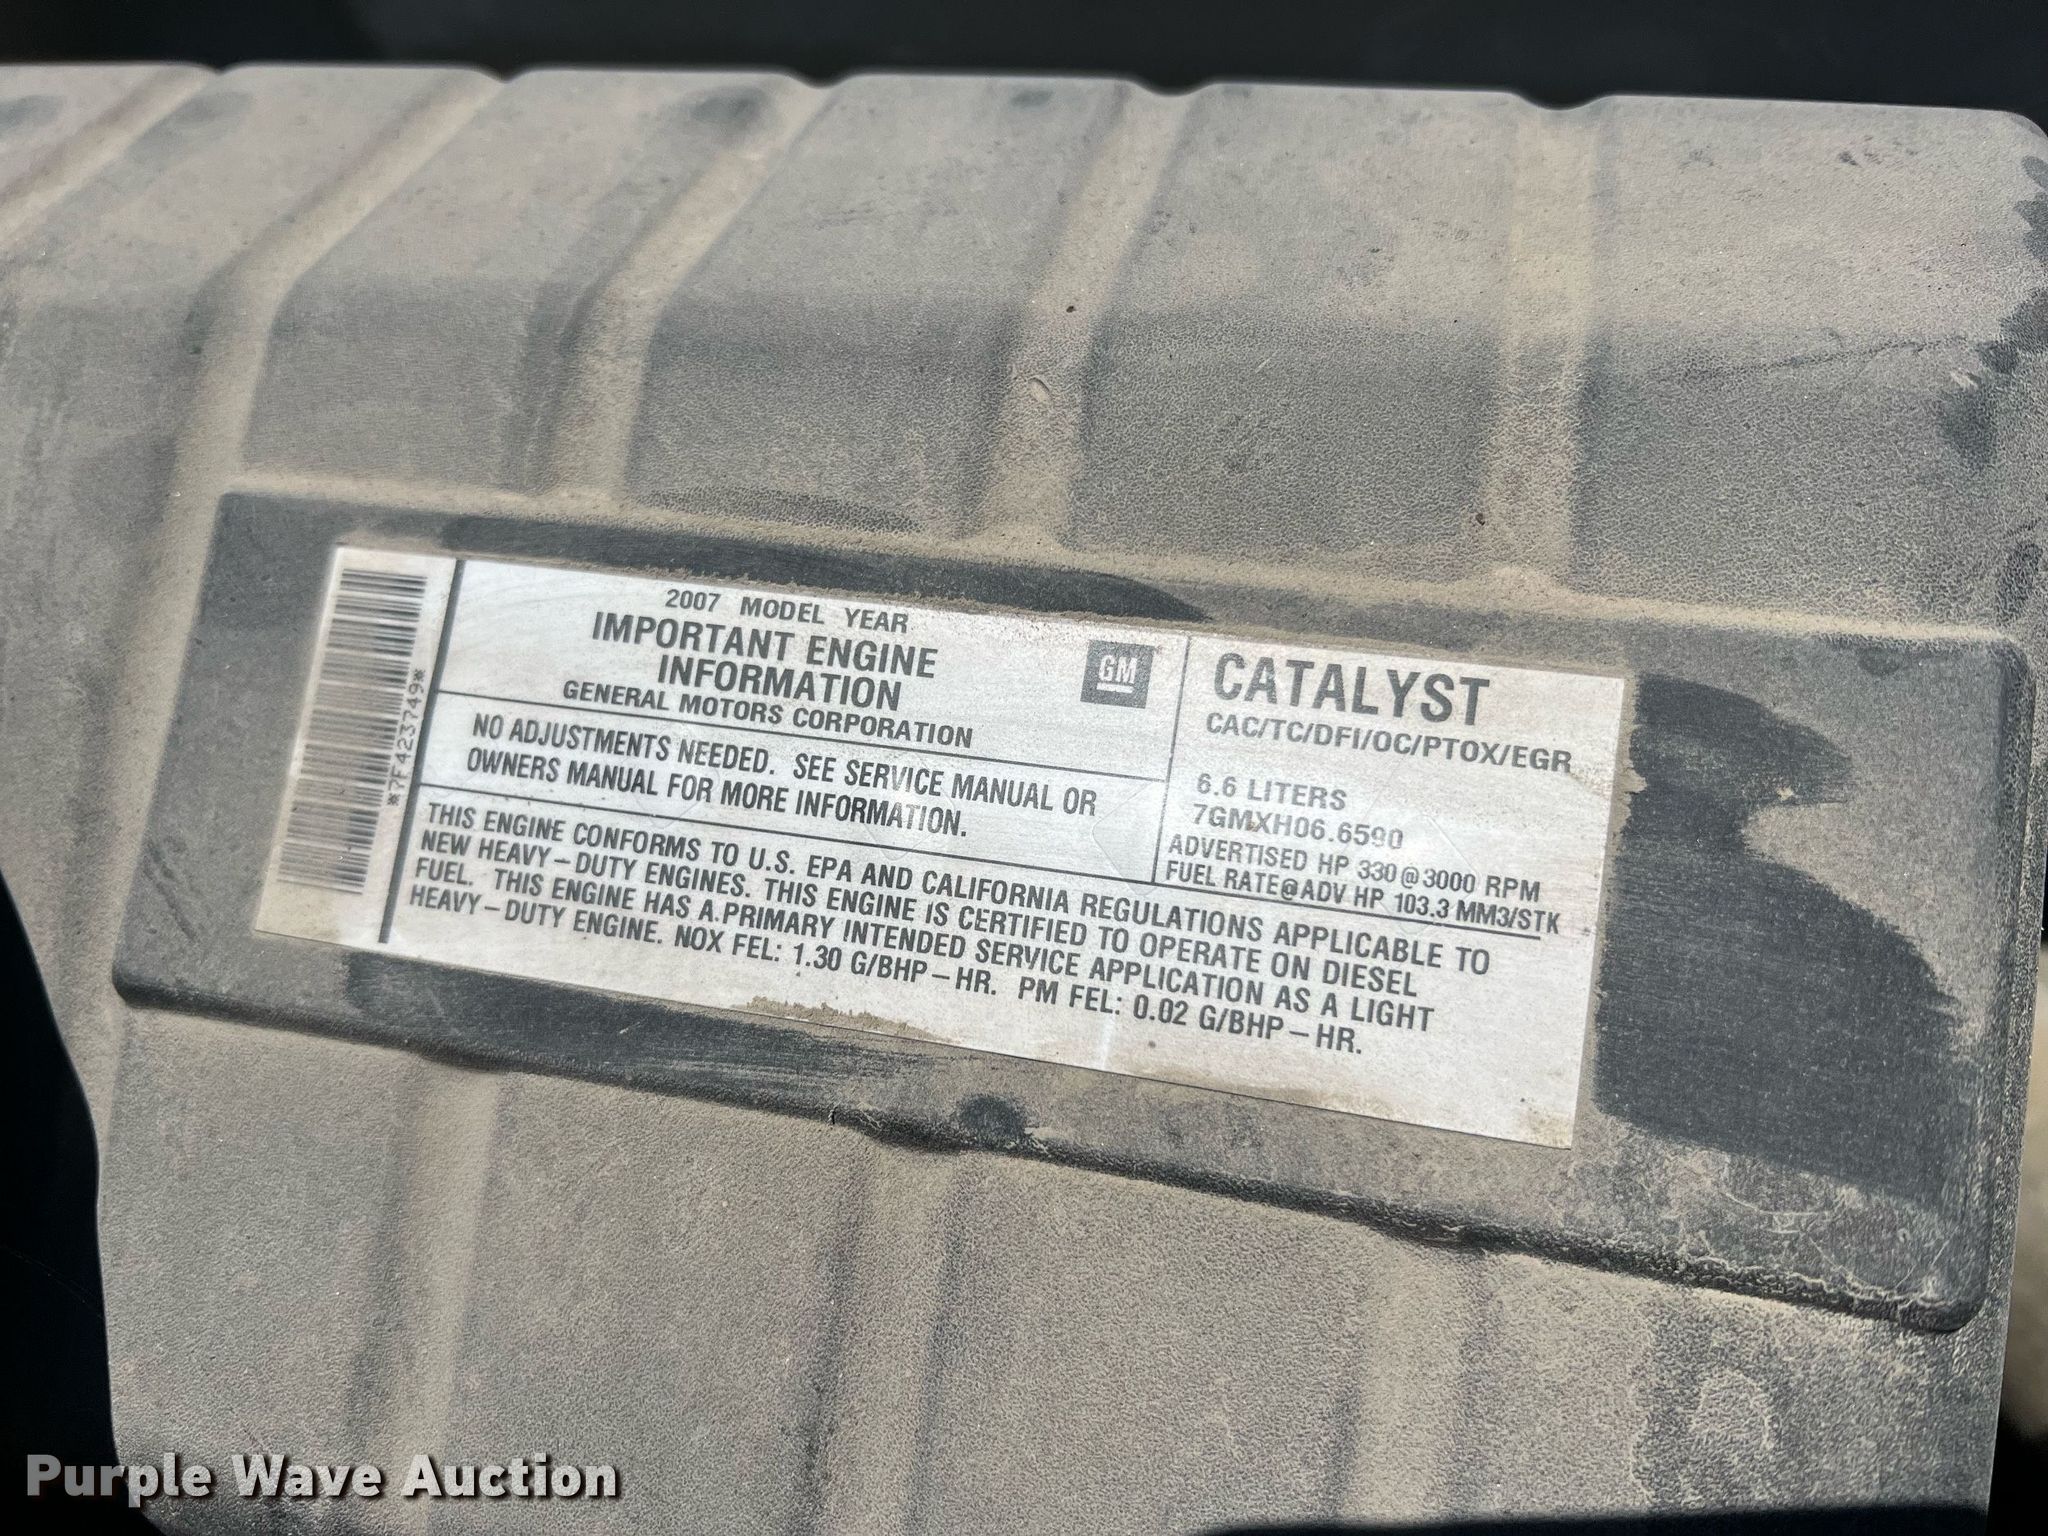 *7F423749*
2007 MODEL YEAR
IMPORTANT ENGINE
INFORMATION
GENERAL MOTORS CORPORATION
GM
NO ADJUSTMENTS NEEDED. SEE SERVICE MANUAL OR
OWNERS MANUAL FOR MORE INFORMATION.
CATALYST
CAC/TC/DFI/OC/PTOX/EGR
6.6 LITERS
7GMXH06.6590
ADVERTISED HP 330@3000 RPM
FUEL RATE@ADV HP 103.3 MM3/STK
THIS ENGINE CONFORMS TO U.S. EPA AND CALIFORNIA REGULATIONS APPLICABLE TO
NEW HEAVY-DUTY ENGINES. THIS ENGINE IS CERTIFIED TO OPERATE ON DIESEL
FUEL. THIS ENGINE HAS A PRIMARY INTENDED SERVICE APPLICATION AS A LIGHT
HEAVY-DUTY ENGINE. NOX FEL: 1.30 G/BHP-HR. PM FEL: 0.02 G/BHP-HR.
Purple Wave Auction